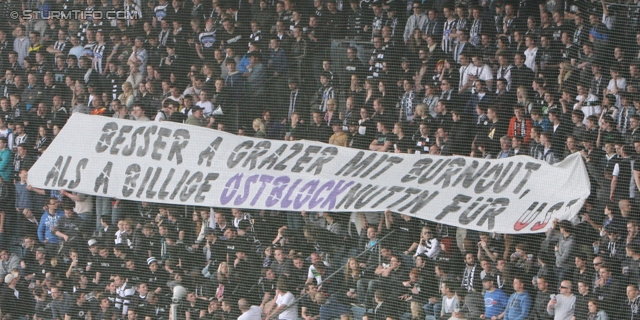 © STURMTIFO.COM
BESSER A GRAZER MIT BURNOUT,
ALS A BILLIGE OSTBLOCKNUTTN FÜR